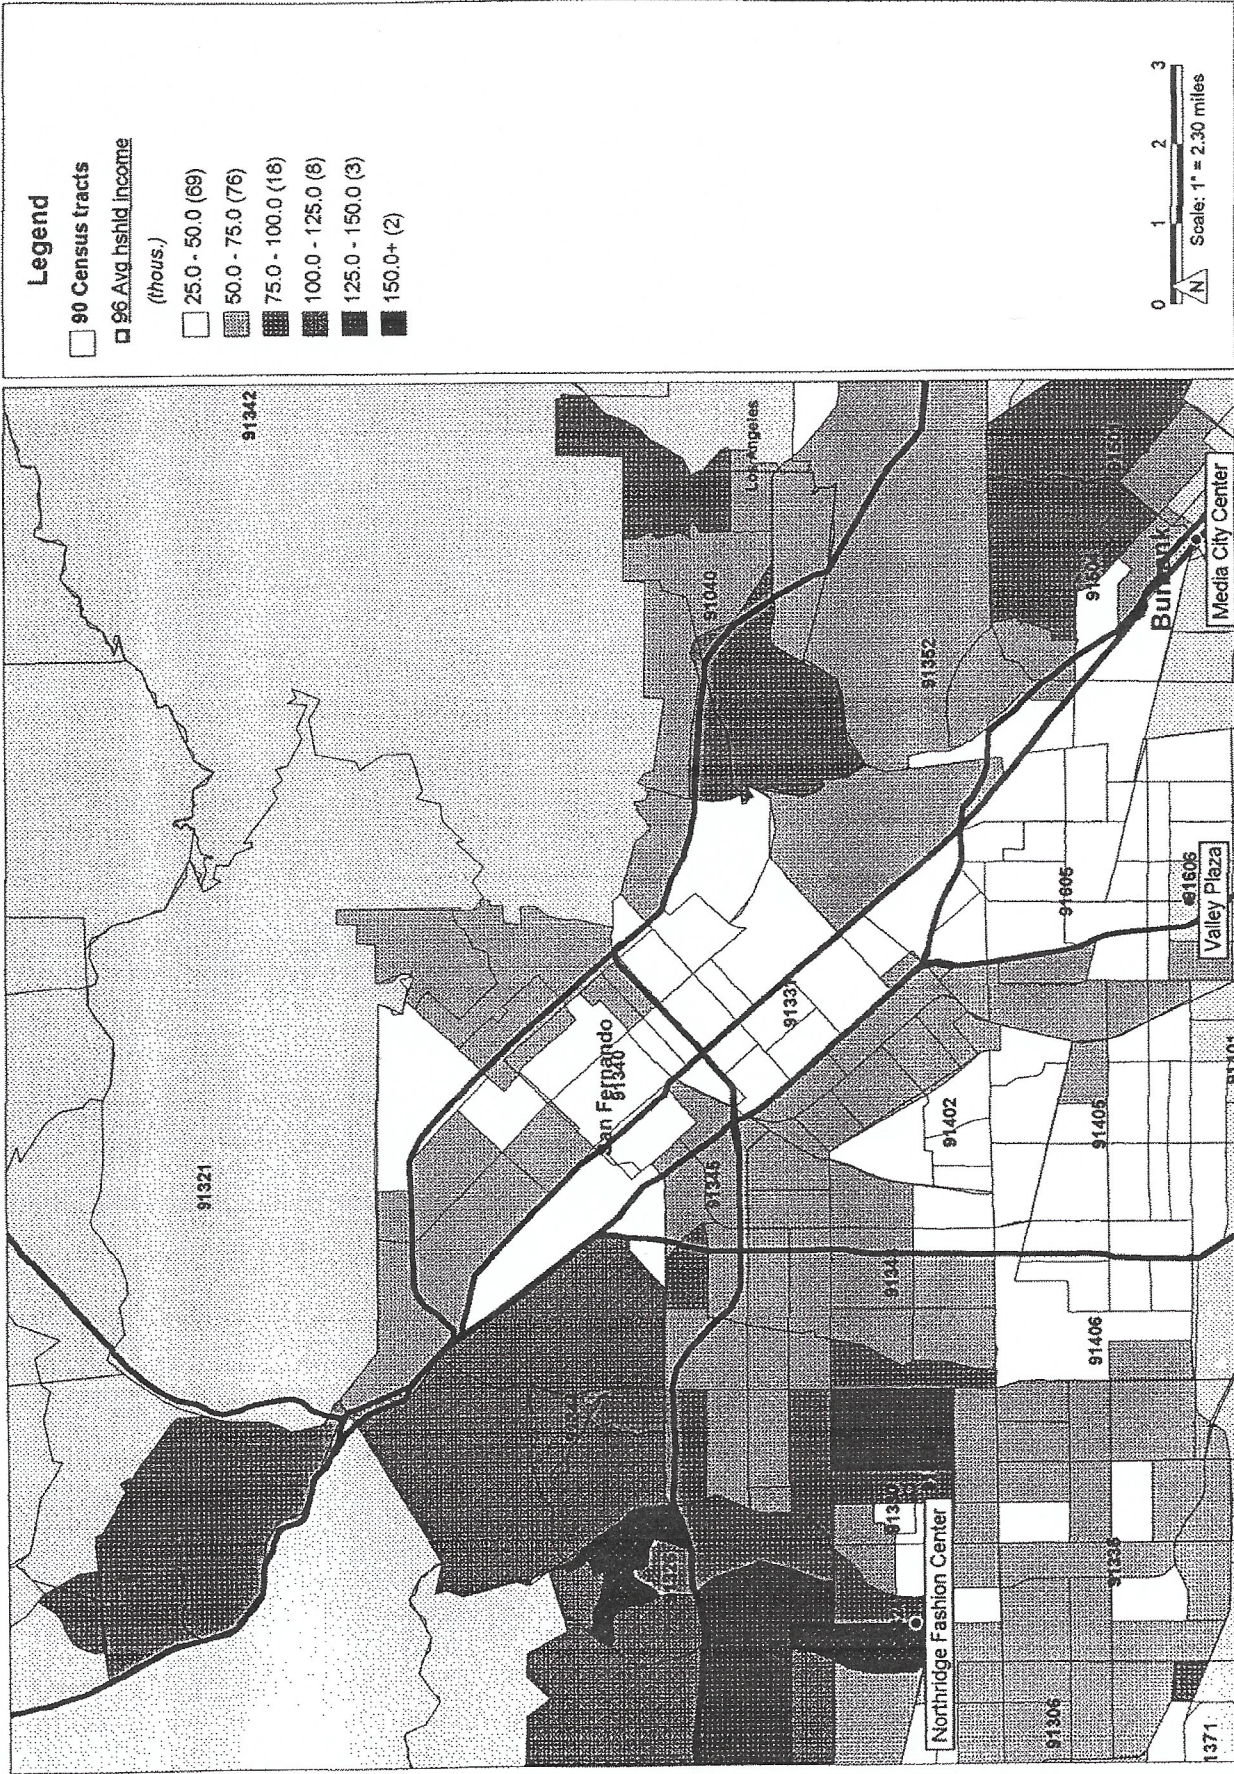 Legend
90 Census tracts
96 Avg hshld income
(thous.)
25.0 - 50.0 (69)
50.0 - 75.0 (76)
75.0 - 100.0 (18)
100.0 - 125.0 (8)
125.0 - 150.0 (3)
150.0+ (2)
0 1 2 3
N
Scale: 1" = 2.30 miles
91342
91321
Los Angeles
91040
91352
91501
91504
Burbank
Media City Center
San Fernando
91340
91331
91345
91402
91605
91606
Valley Plaza
91405
91406
91335
91306
1371
Northridge Fashion Center